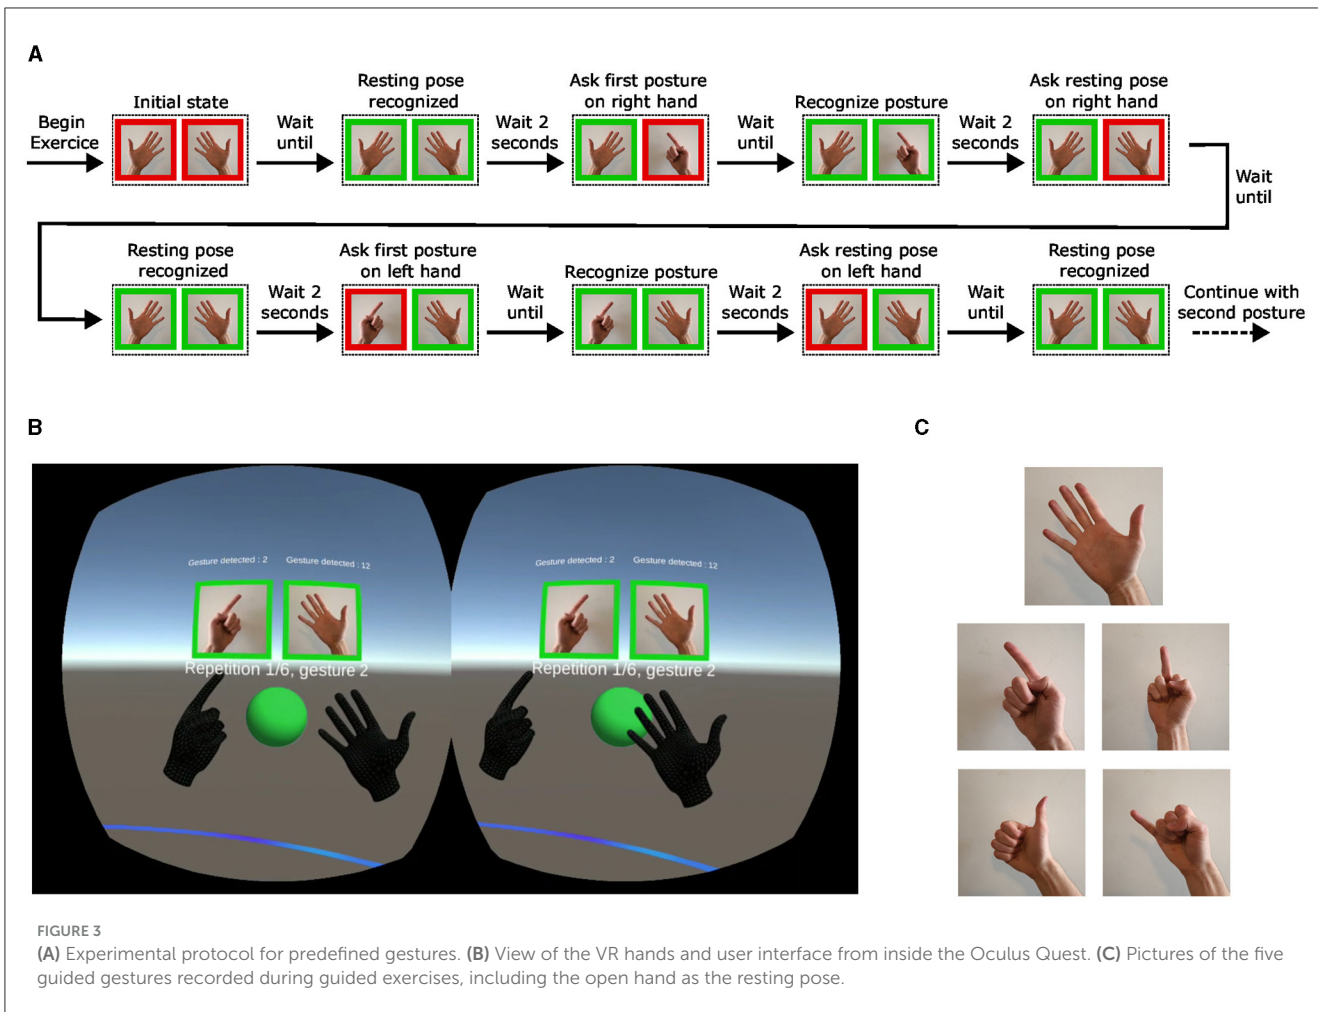 A
Begin
Exercice
Initial state
Wait
until
Resting pose
recognized
Wait 2
seconds
Ask first posture
on right hand
Wait
until
Recognize posture
Wait 2
seconds
Ask resting pose
on right hand
Wait
until
Resting pose
recognized
Wait 2
seconds
Ask first posture
on left hand
Wait
until
Recognize posture
Wait 2
seconds
Ask resting pose
on left hand
Wait
until
Resting pose
recognized
Continue with
second posture
B
Gesture detected : 2
Gesture detected : 12
Repetition 1/6, gesture 2
Gesture detected : 2
Gesture detected : 12
Repetition 1/6, gesture 2
C
FIGURE 3
(A) Experimental protocol for predefined gestures. (B) View of the VR hands and user interface from inside the Oculus Quest. (C) Pictures of the five
guided gestures recorded during guided exercises, including the open hand as the resting pose.